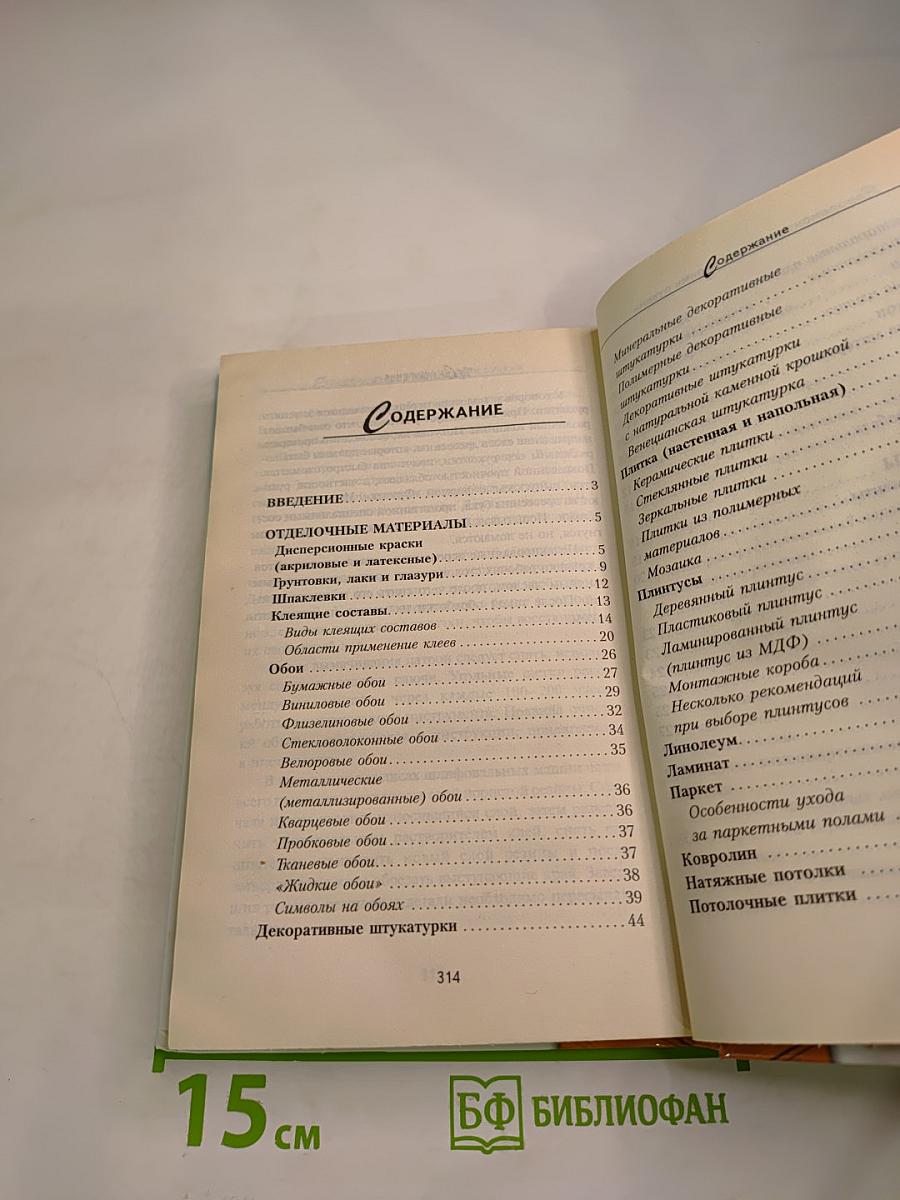 СОДЕРЖАНИЕ
ВВЕДЕНИЕ ........ 3
ОТДЕЛОЧНЫЕ МАТЕРИАЛЫ ........ 5
Дисперсионные краски
(акриловые и латексные) ........ 5
Грунтовки, лаки и глазури ........ 9
Шпаклевки ........ 12
Клеящие составы ........ 13
Виды клеящих составов ........ 14
Области применение клеев ........ 20
Обои ........ 26
Бумажные обои ........ 27
Виниловые обои ........ 29
Флизелиновые обои ........ 32
Стекловолоконные обои ........ 34
Велюровые обои ........ 35
Металлические
(металлизированные) обои ........ 36
Кварцевые обои ........ 36
Пробковые обои ........ 37
Тканевые обои ........ 37
«Жидкие обои» ........ 38
Символы на обоях ........ 39
Декоративные штукатурки ........ 44
314
Содержание
Минеральные декоративные
штукатурки ........
Полимерные декоративные
штукатурки ........
Декоративные штукатурки
с натуральной каменной крошкой ........
Венецианская штукатурка ........
Плитка (настенная и напольная) ........
Керамические плитки ........
Стеклянные плитки ........
Зеркальные плитки ........
Плитки из полимерных
материалов ........
Мозаика ........
Плинтусы ........
Деревянный плинтус ........
Пластиковый плинтус ........
Ламинированный плинтус
(плинтус из МДФ) ........
Монтажные короба ........
Несколько рекомендаций
при выборе плинтусов ........
Линолеум ........
Ламинат ........
Паркет ........
Особенности ухода
за паркетными полами ........
Ковролин ........
Натяжные потолки ........
Потолочные плитки ........
15 см
БФ БИБЛИОФАН